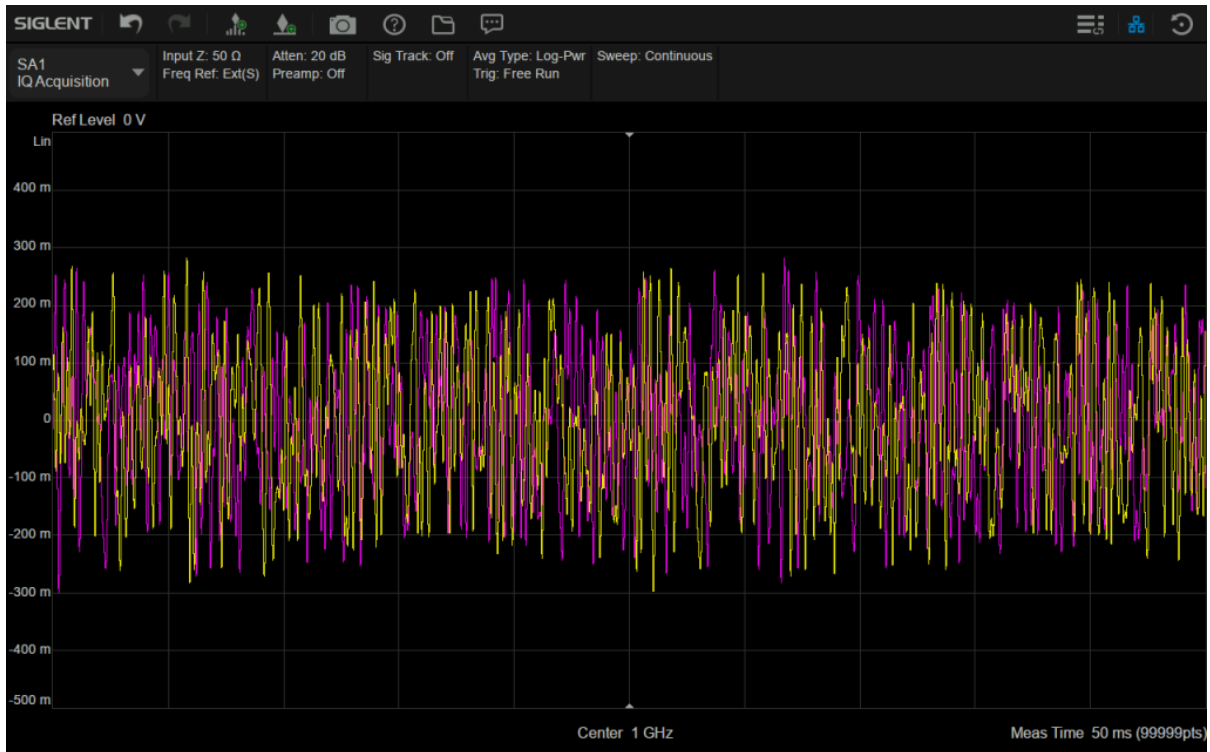 SIGLENT
SA1
IQ Acquisition
Input Z: 50 Ω
Freq Ref: Ext(S)
Atten: 20 dB
Preamp: Off
Sig Track: Off
Avg Type: Log-Pwr
Trig: Free Run
Sweep: Continuous
Ref Level 0 V
Lin
400 m
300 m
200 m
100 m
0
-100 m
-200 m
-300 m
-400 m
-500 m
Center 1 GHz
Meas Time 50 ms (99999pts)